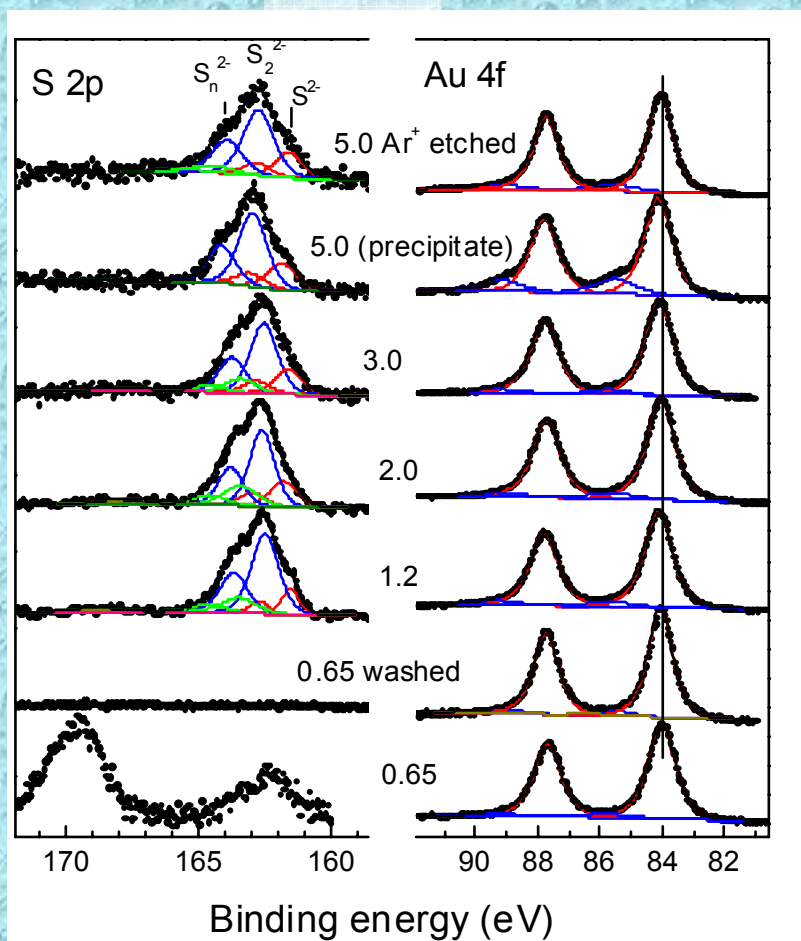 S 2p
Sₙ²⁻
S₂²⁻
S²⁻
Au 4f
5.0 Ar⁺ etched
5.0 (precipitate)
3.0
2.0
1.2
0.65 washed
0.65
170 165 160 90 88 86 84 82
Binding energy (eV)